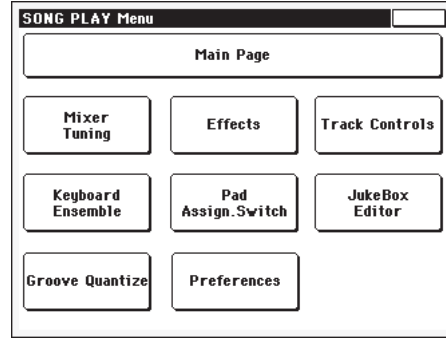 SONG PLAY Menu
Main Page
Mixer
Tuning
Effects
Track Controls
Keyboard
Ensemble
Pad
Assign.Switch
JukeBox
Editor
Groove Quantize
Preferences